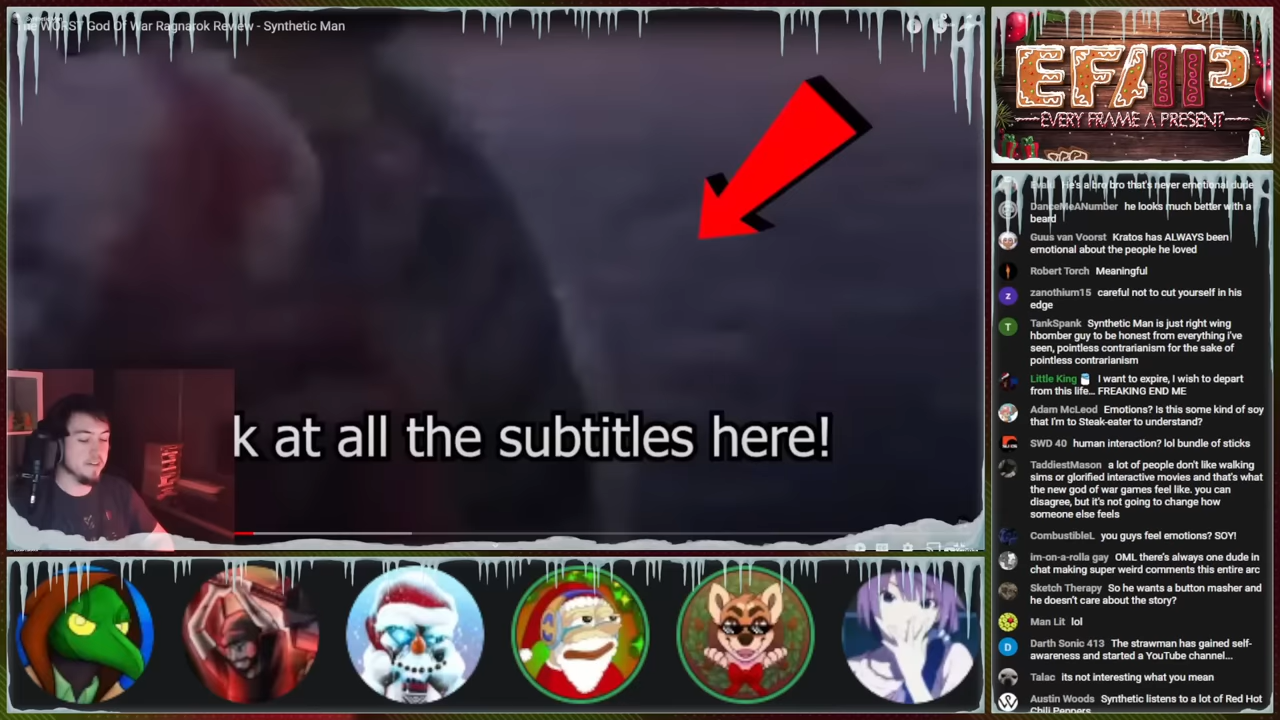 WORST God Of War Ragnarok Review - Synthetic Man
EFAP
EVERY FRAME A PRESENT
k at all the subtitles here!
He's a bro bro that's never emotional dude
DanceMeANumber he looks much better with a
beard
Guus van Voorst Kratos has ALWAYS been
emotional about the people he loved
Robert Torch Meaningful
zanothium15 careful not to cut yourself in his
edge
TankSpank Synthetic Man is just right wing
hbomber guy to be honest from everything i've
seen, pointless contrarianism for the sake of
pointless contrarianism
Little King I want to expire, I wish to depart
from this life... FREAKING END ME
Adam McLeod Emotions? Is this some kind of soy
that I'm to Steak-eater to understand?
SWD 40 human interaction? lol bundle of sticks
TaddiestMason a lot of people don't like walking
sims or glorified interactive movies and that's what
the new god of war games feel like. you can
disagree, but it's not going to change how
someone else feels
CombustibleL you guys feel emotions? SOY!
im-on-a-rolla gay OML there's always one dude in
chat making super weird comments this entire arc
Sketch Therapy So he wants a button masher and
he doesn't care about the story?
Man Lit lol
Darth Sonic 413 The strawman has gained self-
awareness and started a YouTube channel...
Talac its not interesting what you mean
Austin Woods Synthetic listens to a lot of Red Hot
Chili Peppers